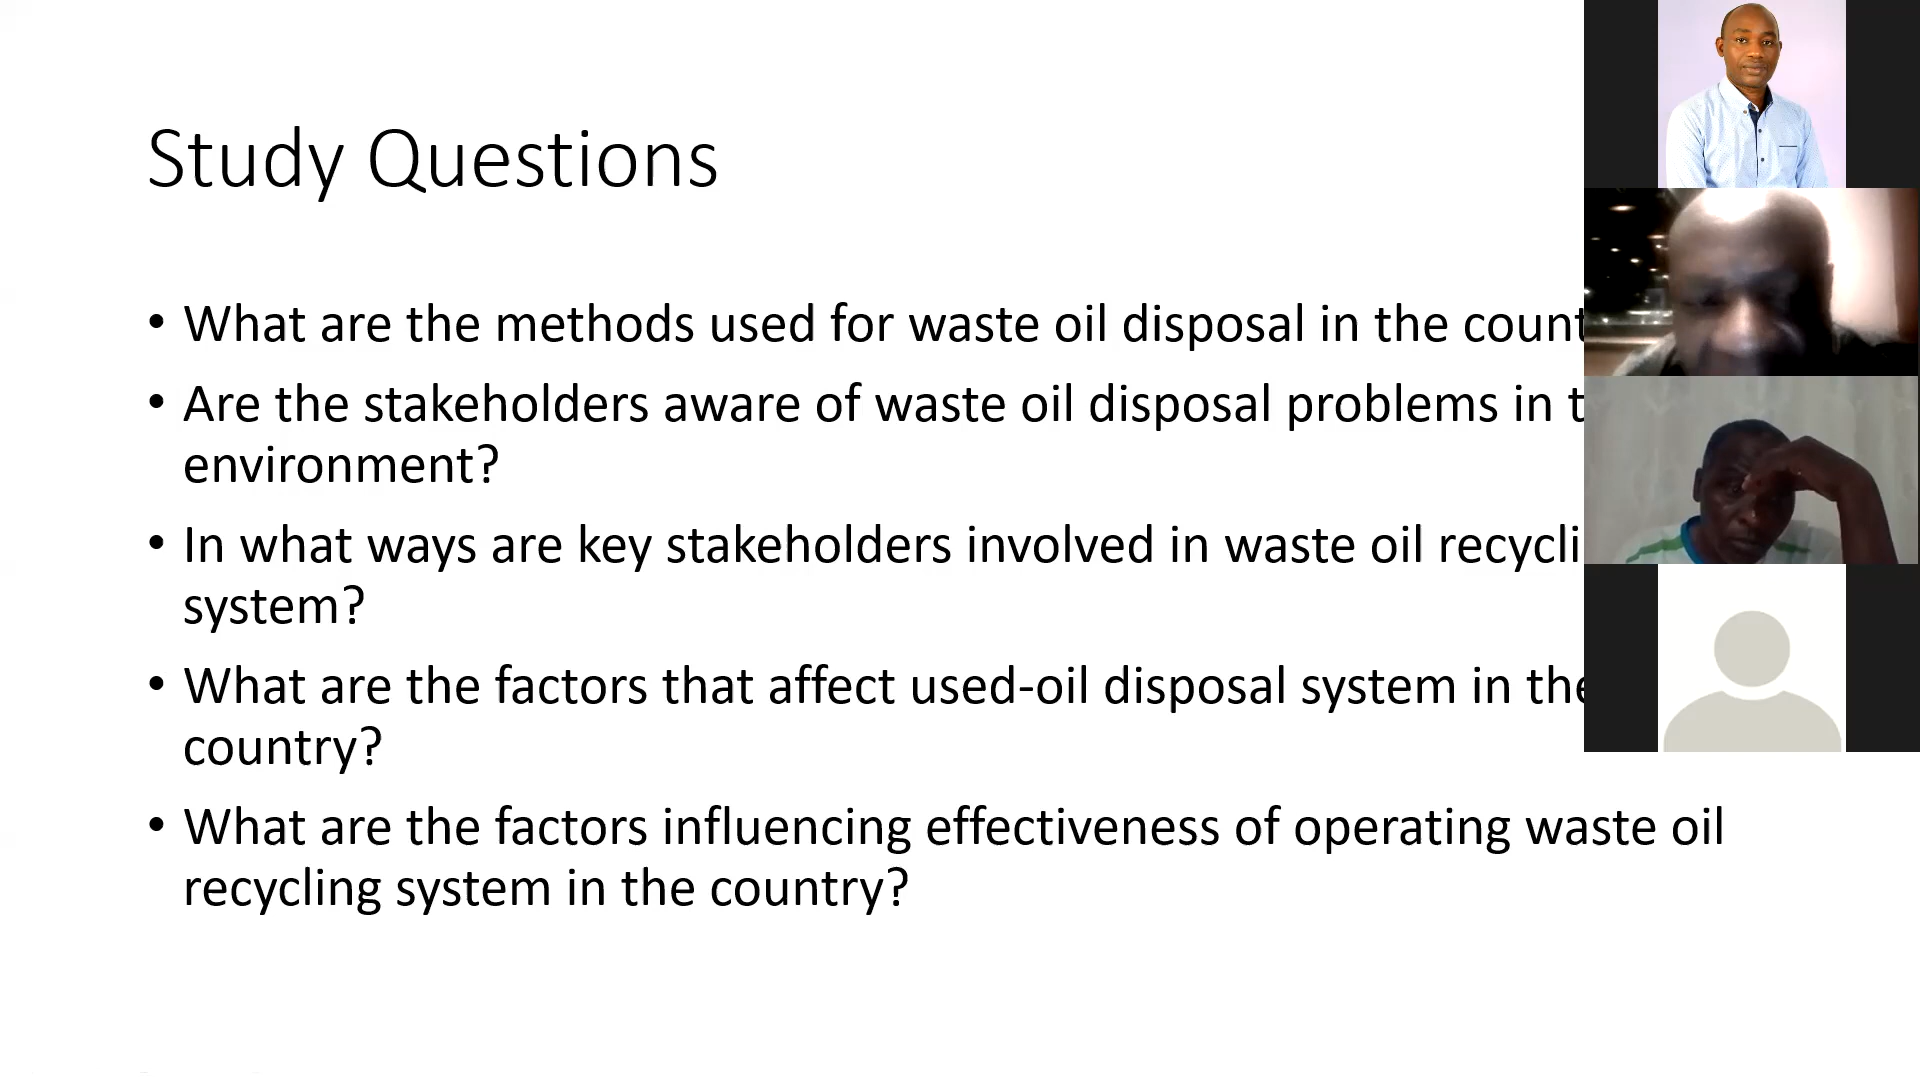 Study Questions
• What are the methods used for waste oil disposal in the count
• Are the stakeholders aware of waste oil disposal problems in t
environment?
• In what ways are key stakeholders involved in waste oil recycli
system?
• What are the factors that affect used-oil disposal system in the
country?
• What are the factors influencing effectiveness of operating waste oil
recycling system in the country?